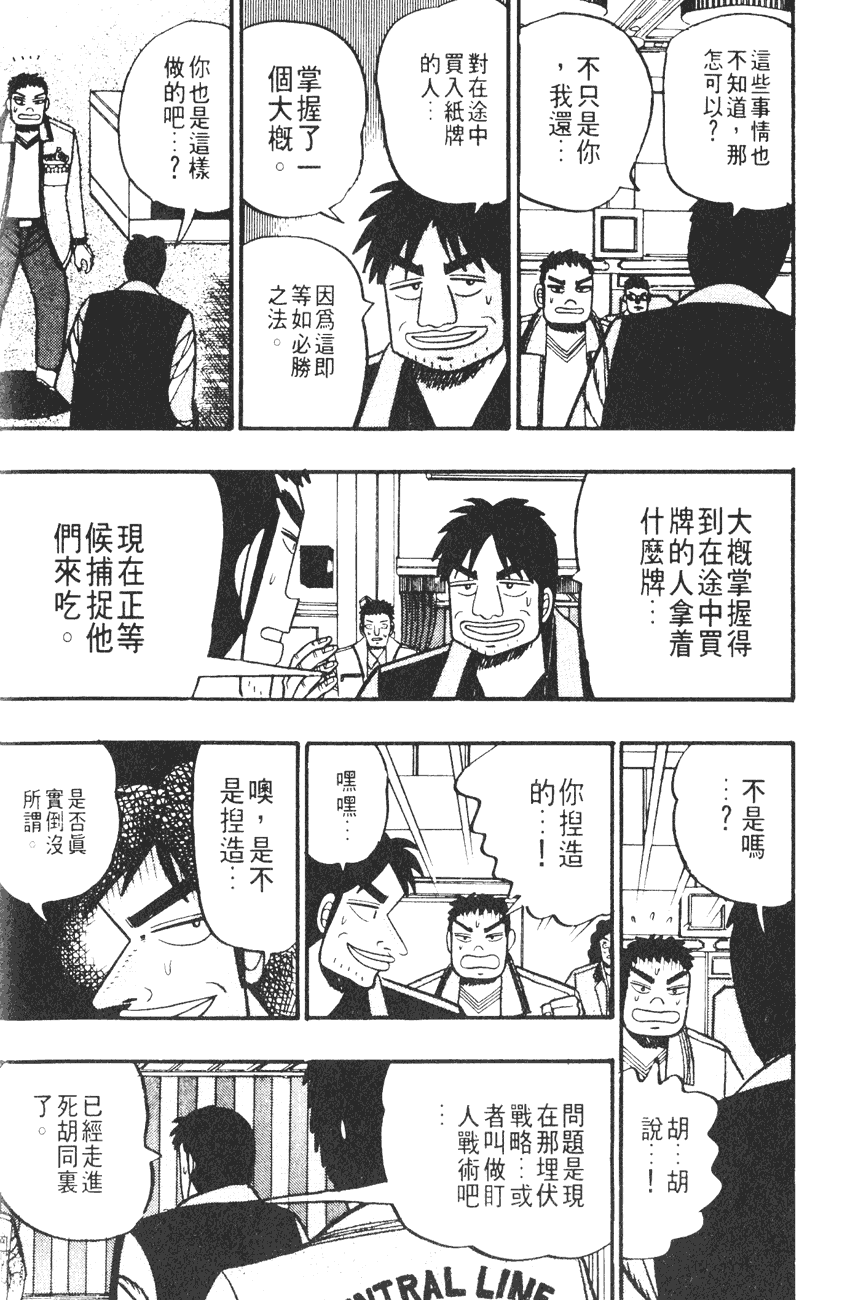 這些事情也
不知道，那
怎可以？
不只是你
，我還…
對在途中
買入紙牌
的人…
掌握了一
個大概。
因爲這即
等如必勝
之法。
你也是這樣
做的吧…？
大概掌握得
到在途中買
牌的人拿着
什麼牌…
現在正等
候捕捉他
們來吃。
不是嗎
…？
胡…胡
說…！
你揑造
的…！
嘿嘿…
噢，是不
是揑造…
是否眞
實倒沒
所謂。
問題是現
在那埋伏
戰略…或
者叫做盯
人戰術吧
…
已經走進
死胡同裏
了。
NTRAL LINE